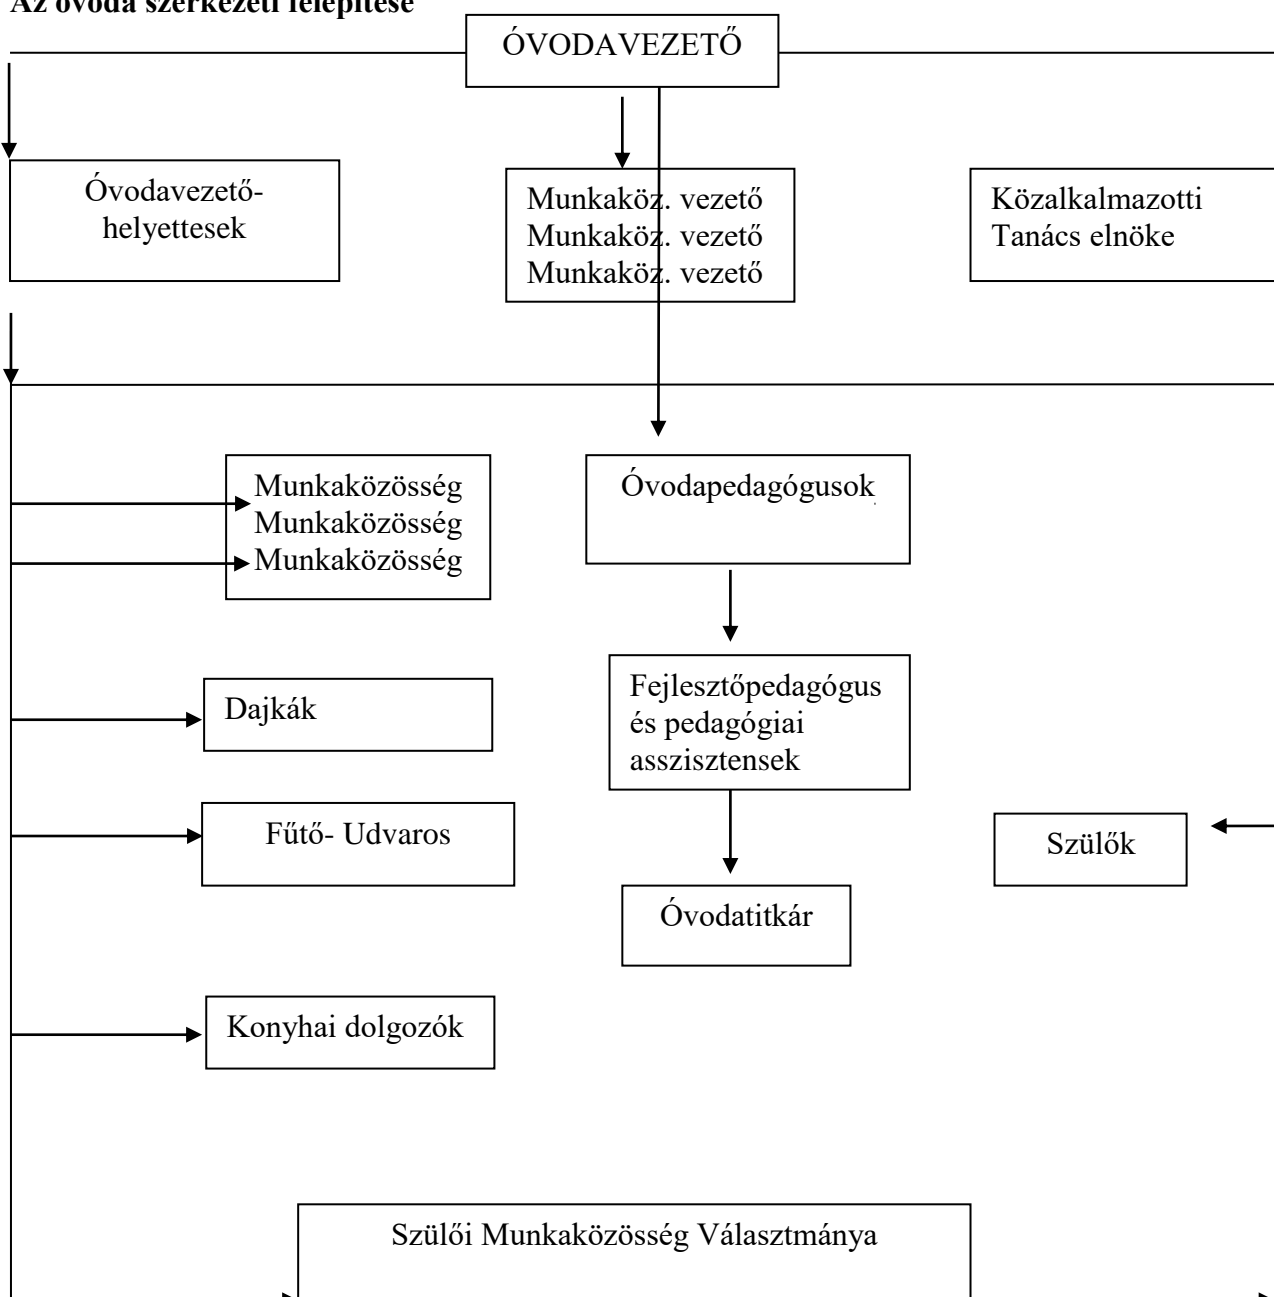 Az óvoda szerkezeti felépítése
ÓVODAVEZETŐ
Óvodavezető-
helyettesek
Munkaköz. vezető
Munkaköz. vezető
Munkaköz. vezető
Közalkalmazotti
Tanács elnöke
Munkaközösség
Munkaközösség
Munkaközösség
Óvodapedagógusok
Dajkák
Fejlesztőpedagógus
és pedagógiai
asszisztensek
Fűtő- Udvaros
Szülők
Óvodatitkár
Konyhai dolgozók
Szülői Munkaközösség Választmánya